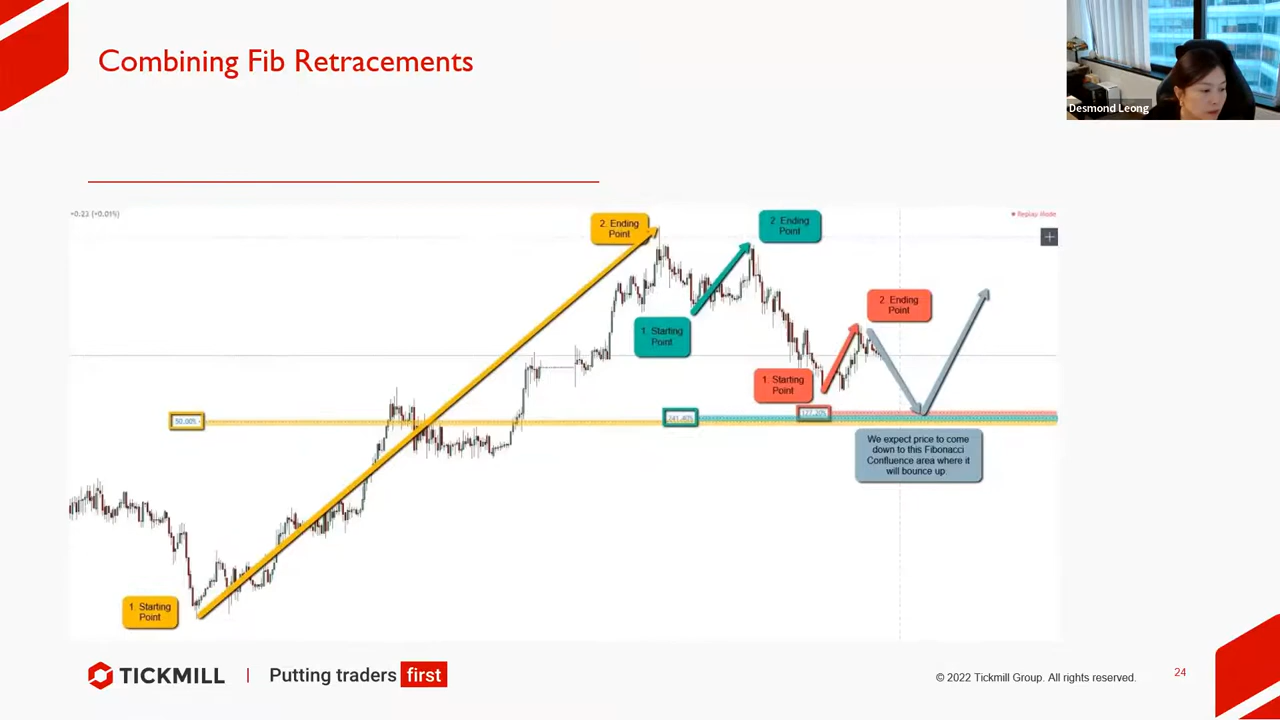 Combining Fib Retracements
Desmond Leong
+0.23 (+0.01%)
Replay Mode
2. Ending
Point
2. Ending
Point
1. Starting
Point
2. Ending
Point
1. Starting
Point
50.00%
241.40%
177.20%
We expect price to come
down to this Fibonacci
Confluence area where it
will bounce up.
1. Starting
Point
TICKMILL | Putting traders first
© 2022 Tickmill Group. All rights reserved.
24